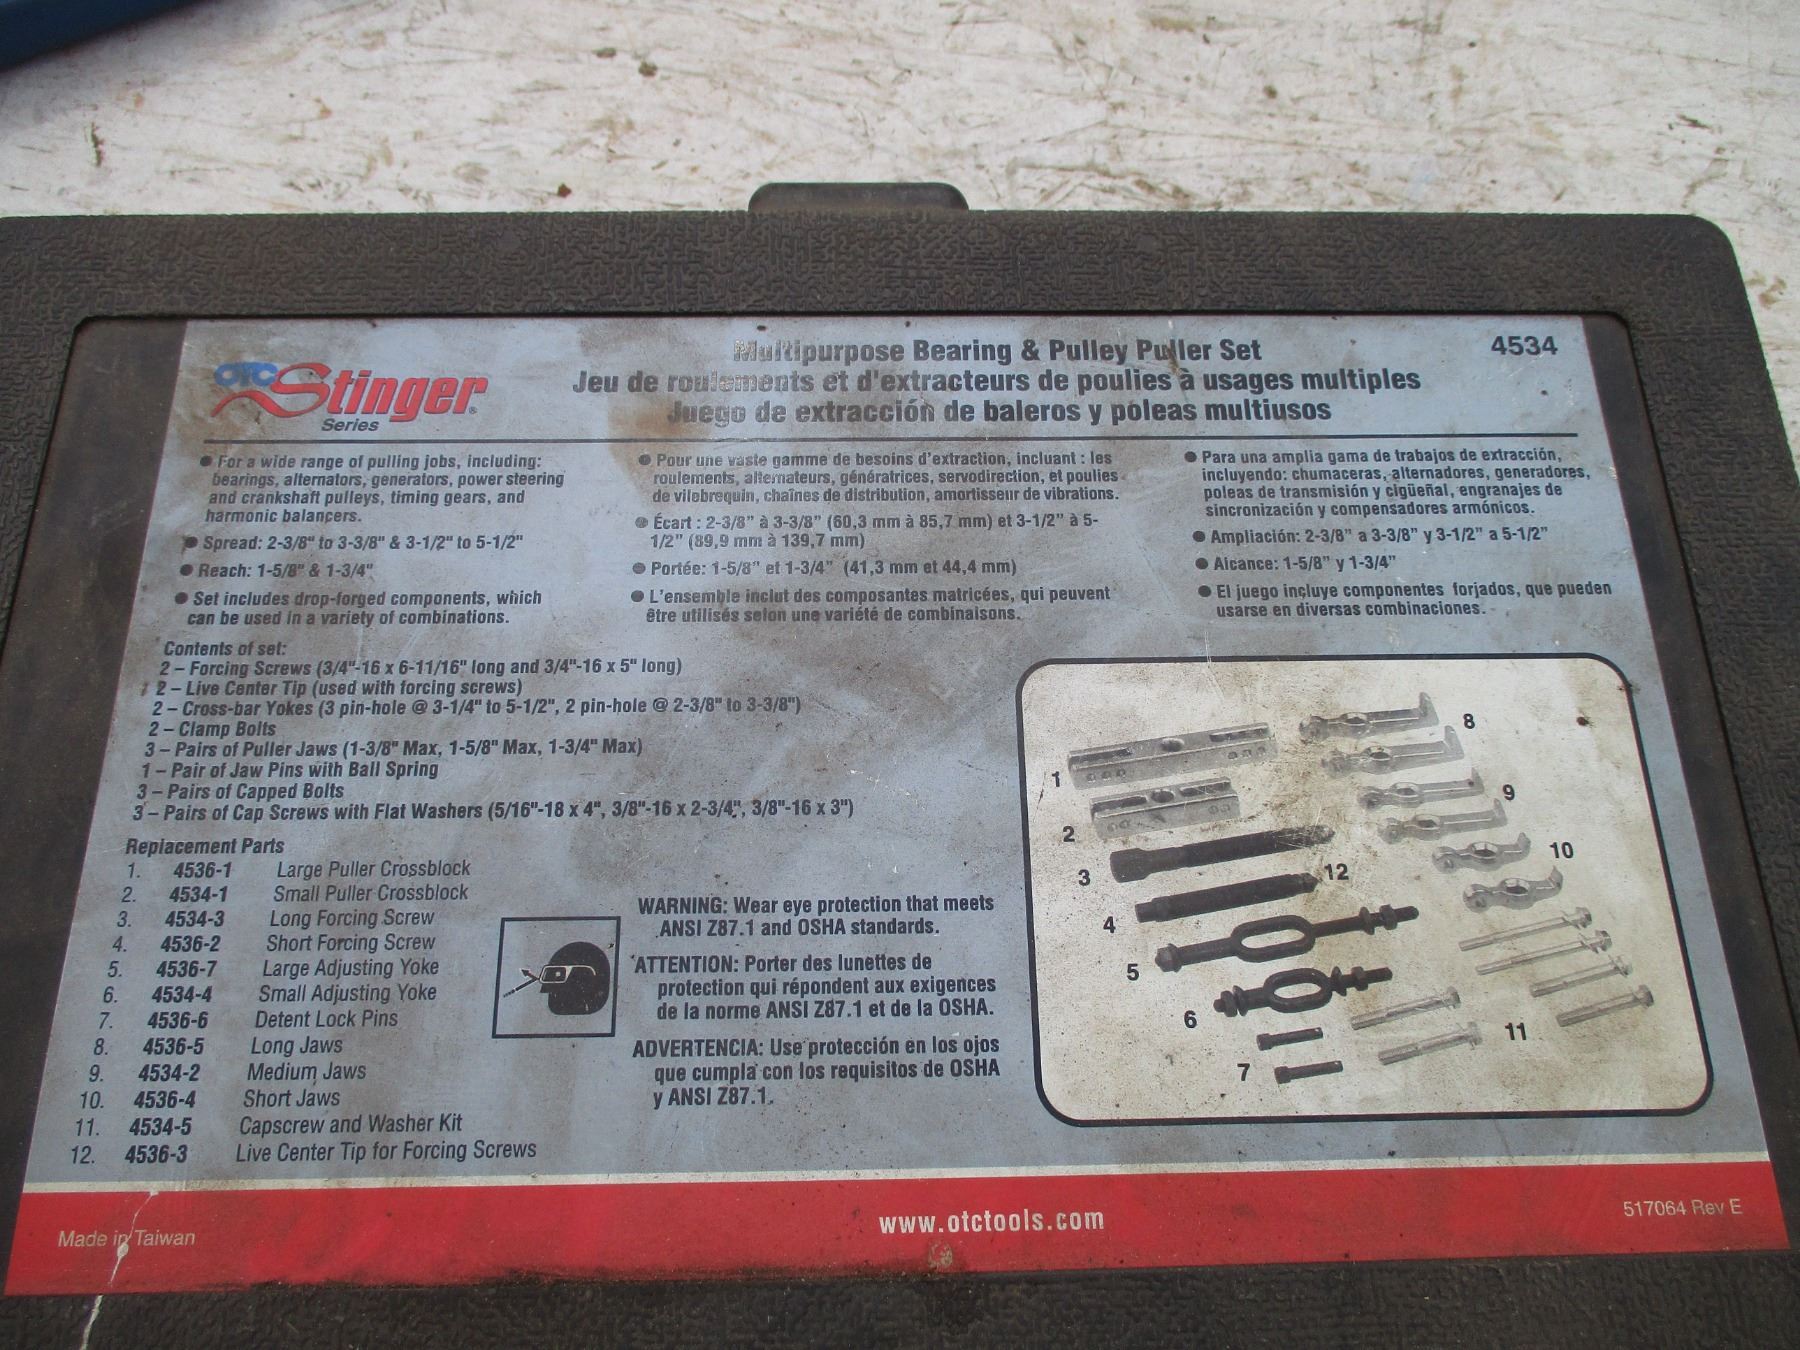 OTC Stinger®
Series
Multipurpose Bearing & Pulley Puller Set
4534
Jeu de roulements et d'extracteurs de poulies à usages multiples
Juego de extracción de baleros y poleas multiusos
● For a wide range of pulling jobs, including:
bearings, alternators, generators, power steering
and crankshaft pulleys, timing gears, and
harmonic balancers.
● Spread: 2-3/8" to 3-3/8" & 3-1/2" to 5-1/2"
● Reach: 1-5/8" & 1-3/4"
● Set includes drop-forged components, which
can be used in a variety of combinations.
● Pour une vaste gamme de besoins d'extraction, incluant : les
roulements, alternateurs, génératrices, servodirection, et poulies
de vilebrequin, chaînes de distribution, amortisseur de vibrations.
● Écart : 2-3/8" à 3-3/8" (60,3 mm à 85,7 mm) et 3-1/2" à 5-
1/2" (89,9 mm à 139,7 mm)
● Portée: 1-5/8" et 1-3/4" (41,3 mm et 44,4 mm)
● L'ensemble inclut des composantes matricées, qui peuvent
être utilisés selon une variété de combinaisons.
● Para una amplia gama de trabajos de extracción,
incluyendo: chumaceras, alternadores, generadores,
poleas de transmisión y cigüeñal, engranajes de
sincronización y compensadores armónicos.
● Ampliación: 2-3/8" a 3-3/8" y 3-1/2" a 5-1/2"
● Alcance: 1-5/8" y 1-3/4"
● El juego incluye componentes forjados, que pueden
usarse en diversas combinaciones.
Contents of set:
2 – Forcing Screws (3/4"-16 x 6-11/16" long and 3/4"-16 x 5" long)
2 – Live Center Tip (used with forcing screws)
2 – Cross-bar Yokes (3 pin-hole @ 3-1/4" to 5-1/2", 2 pin-hole @ 2-3/8" to 3-3/8")
2 – Clamp Bolts
3 – Pairs of Puller Jaws (1-3/8" Max, 1-5/8" Max, 1-3/4" Max)
1 – Pair of Jaw Pins with Ball Spring
3 – Pairs of Capped Bolts
3 – Pairs of Cap Screws with Flat Washers (5/16"-18 x 4", 3/8"-16 x 2-3/4", 3/8"-16 x 3")
Replacement Parts
1. 4536-1 Large Puller Crossblock
2. 4534-1 Small Puller Crossblock
3. 4534-3 Long Forcing Screw
4. 4536-2 Short Forcing Screw
5. 4536-7 Large Adjusting Yoke
6. 4534-4 Small Adjusting Yoke
7. 4536-6 Detent Lock Pins
8. 4536-5 Long Jaws
9. 4534-2 Medium Jaws
10. 4536-4 Short Jaws
11. 4534-5 Capscrew and Washer Kit
12. 4536-3 Live Center Tip for Forcing Screws
WARNING: Wear eye protection that meets
ANSI Z87.1 and OSHA standards.
ATTENTION: Porter des lunettes de
protection qui répondent aux exigences
de la norme ANSI Z87.1 et de la OSHA.
ADVERTENCIA: Use protección en los ojos
que cumpla con los requisitos de OSHA
y ANSI Z87.1.
1
2
3
4
5
6
7
8
9
10
12
11
Made in Taiwan
www.otctools.com
517064 Rev E